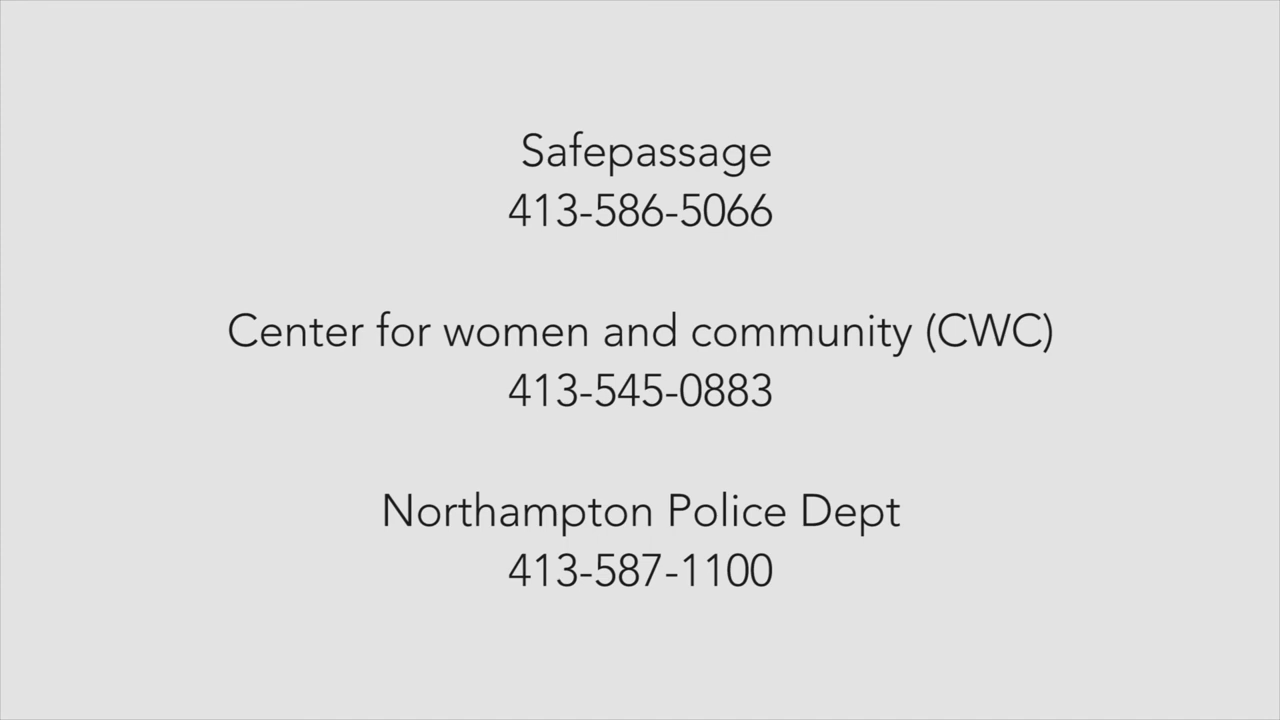 Safepassage
413-586-5066
Center for women and community (CWC)
413-545-0883
Northampton Police Dept
413-587-1100